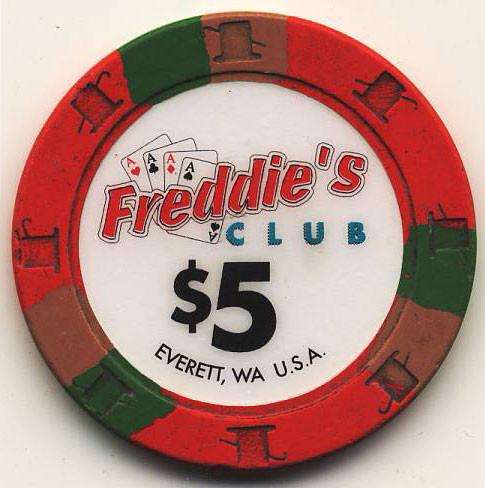 A A A A
Freddie's
A
CLUB
$5
EVERETT, WA U.S.A.